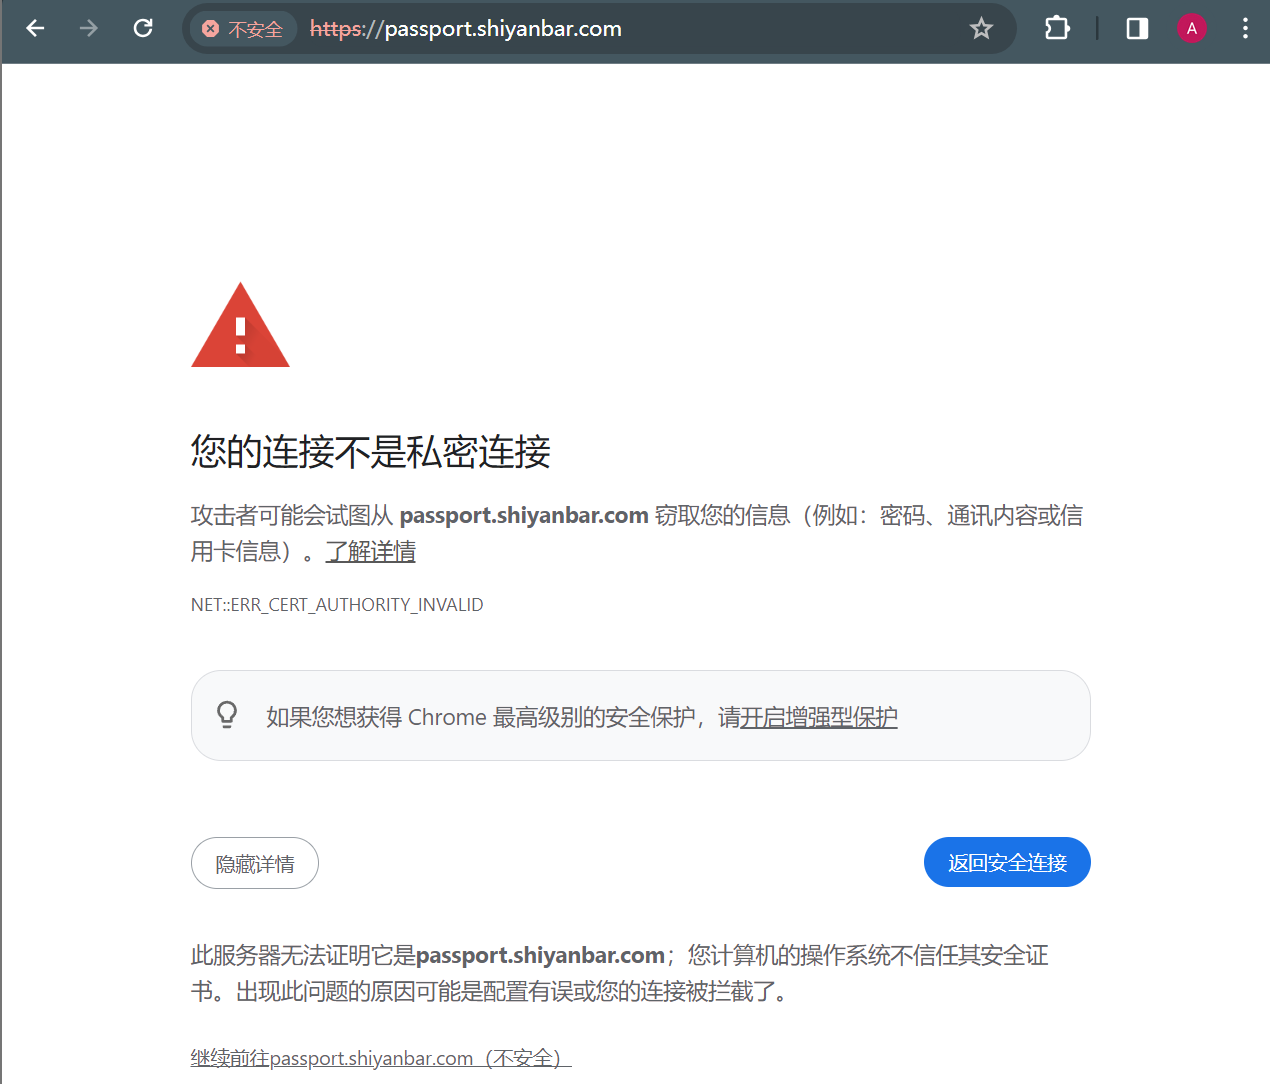 不安全 https://passport.shiyanbar.com
A
您的连接不是私密连接
攻击者可能会试图从 passport.shiyanbar.com 窃取您的信息（例如：密码、通讯内容或信
用卡信息）。了解详情
NET::ERR_CERT_AUTHORITY_INVALID
如果您想获得 Chrome 最高级别的安全保护，请开启增强型保护
隐藏详情
返回安全连接
此服务器无法证明它是passport.shiyanbar.com；您计算机的操作系统不信任其安全证
书。出现此问题的原因可能是配置有误或您的连接被拦截了。
继续前往passport.shiyanbar.com（不安全）